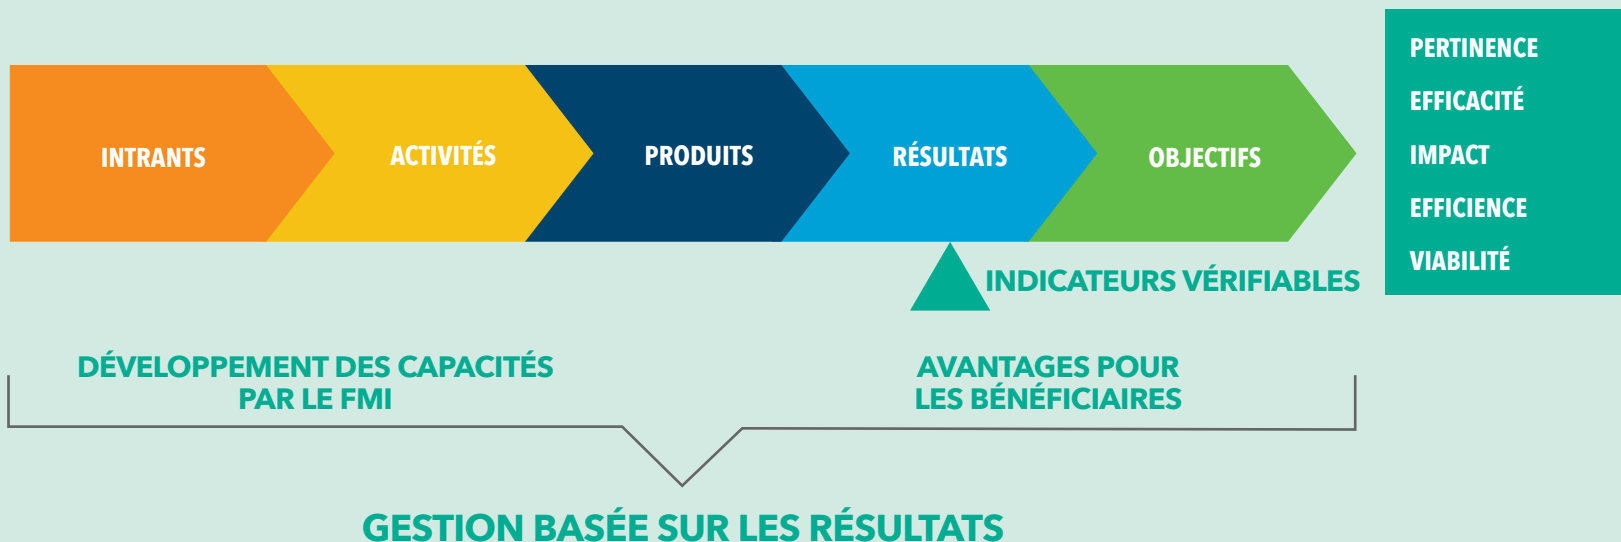 INTRANTS
ACTIVITÉS
PRODUITS
RÉSULTATS
OBJECTIFS
PERTINENCE
EFFICACITÉ
IMPACT
EFFICIENCE
VIABILITÉ
INDICATEURS VÉRIFIABLES
DÉVELOPPEMENT DES CAPACITÉS
PAR LE FMI
AVANTAGES POUR
LES BÉNÉFICIAIRES
GESTION BASÉE SUR LES RÉSULTATS